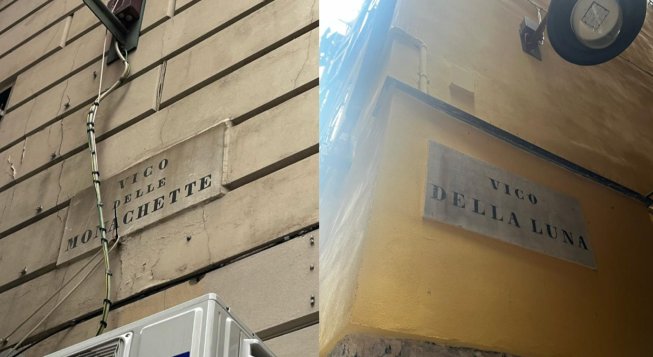 VICO
DELLE
MONACHETTE
VICO
DELLA LUNA